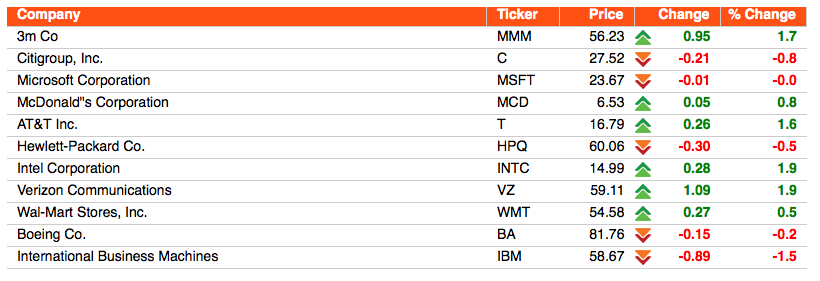 Company Ticker Price Change % Change
3m Co MMM 56.23 0.95 1.7
Citigroup, Inc. C 27.52 -0.21 -0.8
Microsoft Corporation MSFT 23.67 -0.01 -0.0
McDonald"s Corporation MCD 6.53 0.05 0.8
AT&T Inc. T 16.79 0.26 1.6
Hewlett-Packard Co. HPQ 60.06 -0.30 -0.5
Intel Corporation INTC 14.99 0.28 1.9
Verizon Communications VZ 59.11 1.09 1.9
Wal-Mart Stores, Inc. WMT 54.58 0.27 0.5
Boeing Co. BA 81.76 -0.15 -0.2
International Business Machines IBM 58.67 -0.89 -1.5